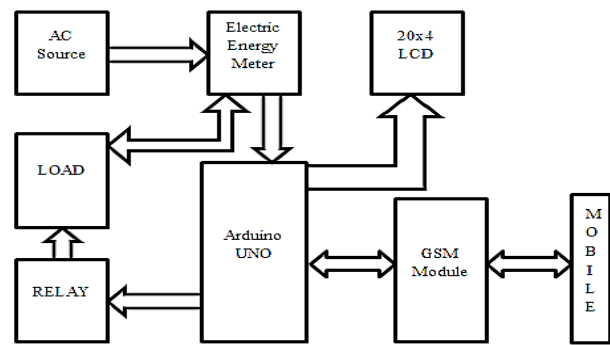 AC
Source
Electric
Energy
Meter
20x4
LCD
LOAD
Arduino
UNO
GSM
Module
M
O
B
I
L
E
RELAY